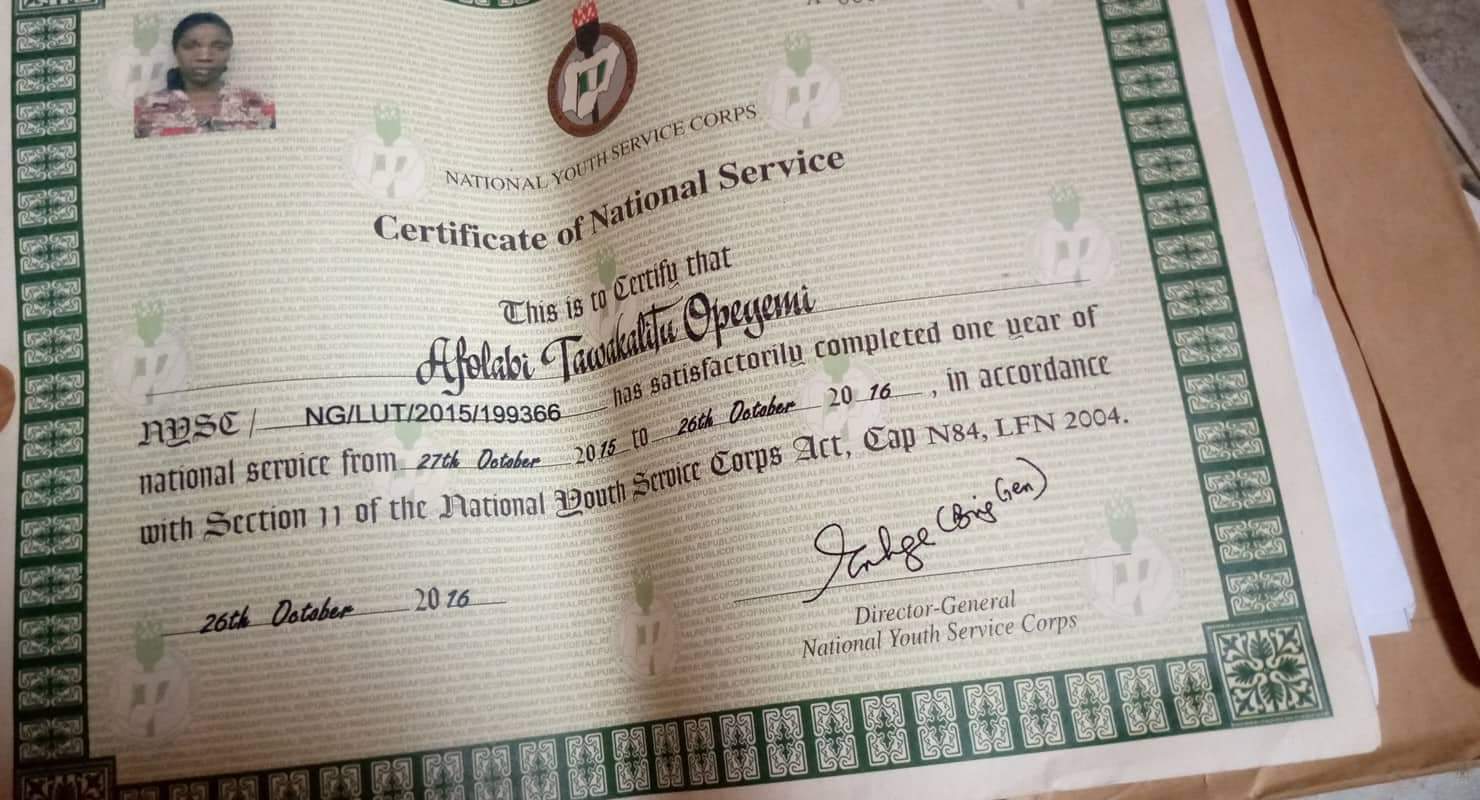 NATIONAL YOUTH SERVICE CORPS
Certificate of National Service
This is to Certify that
Afolabi Tawakalitu Opeyemi
NYSC/ NG/LUT/2015/199366 has satisfactorily completed one year of
national service from 27th October 2015 to 26th October 2016, in accordance
with Section 11 of the National Youth Service Corps Act, Cap N84, LFN 2004.
(Brig Gen)
26th October 2016
Director-General
National Youth Service Corps